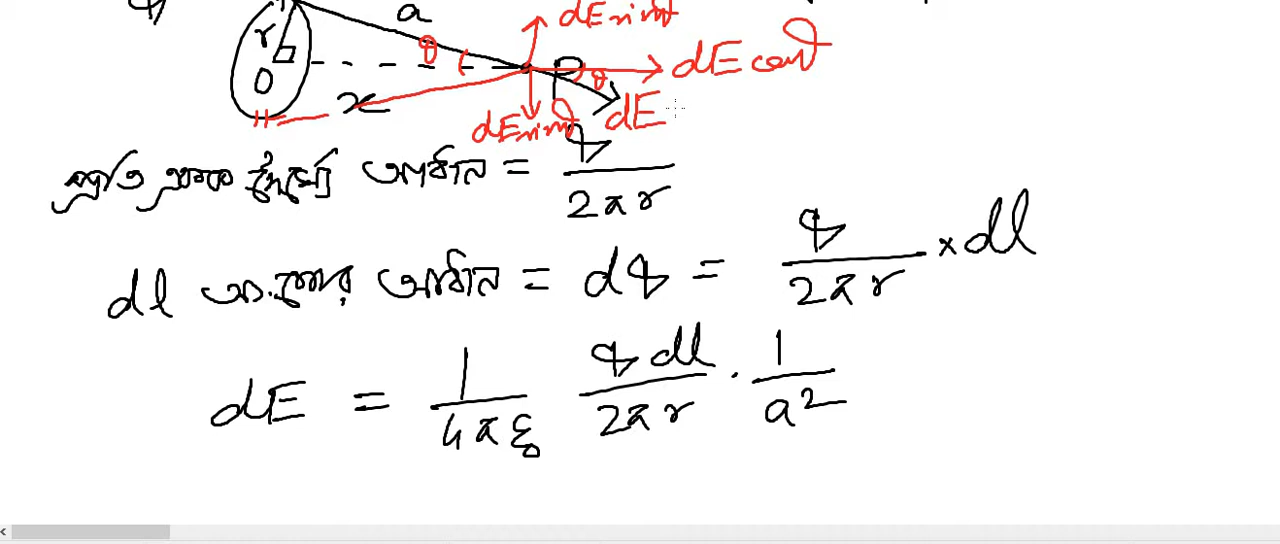 a
dE sinθ
r
θ
P
dE cosθ
O
θ
x
dE sinθ
dE
প্রতি একক দৈর্ঘ্যে আধান = q/2πr
dl অংশের আধান = dq = q/2πr × dl
dE = 1/4πε₀ q dl/2πr · 1/a²